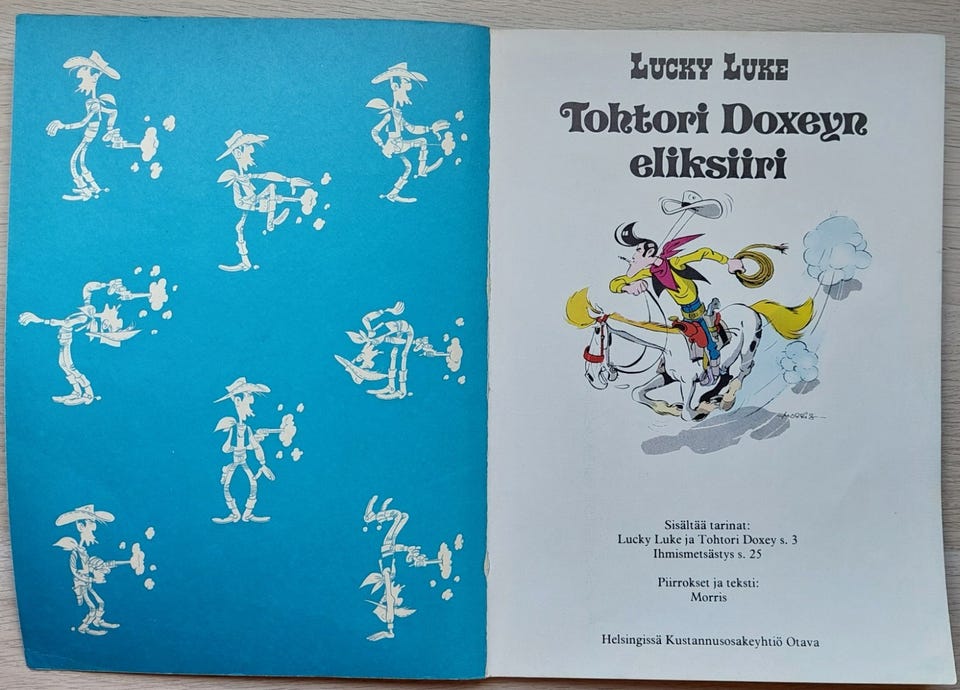 LUCKY LUKE
Tohtori Doxeyn
eliksiiri
MORRIS
Sisältää tarinat:
Lucky Luke ja Tohtori Doxey s. 3
Ihmismetsästys s. 25
Piirrokset ja teksti:
Morris
Helsingissä Kustannusosakeyhtiö Otava